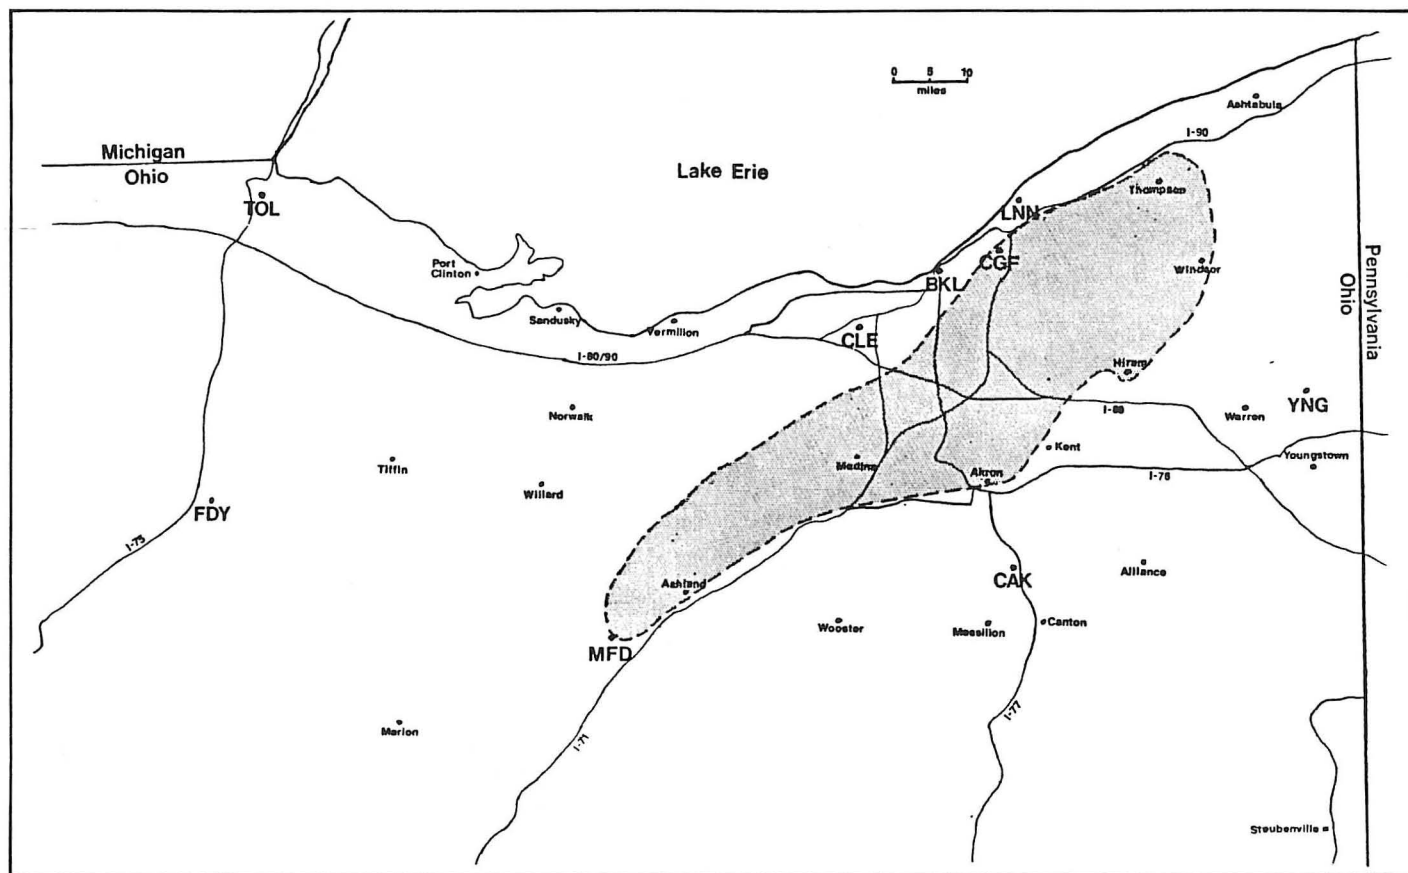 0 5 10
miles
Ashtabula
I-90
Michigan
Ohio
Lake Erie
Thompson
TOL
LNN
Port
Clinton
CGF
Windsor
BKL
Pennsylvania
Ohio
Sandusky
Vermilion
CLE
I-80/90
Hiram
Norwalk
I-80
Warren
YNG
Kent
Youngstown
Tiffin
Medina
Akron
I-76
Willard
FDY
I-75
Ashland
CAK
Alliance
Wooster
Massilon
Canton
MFD
Marion
I-77
I-71
Steubenville